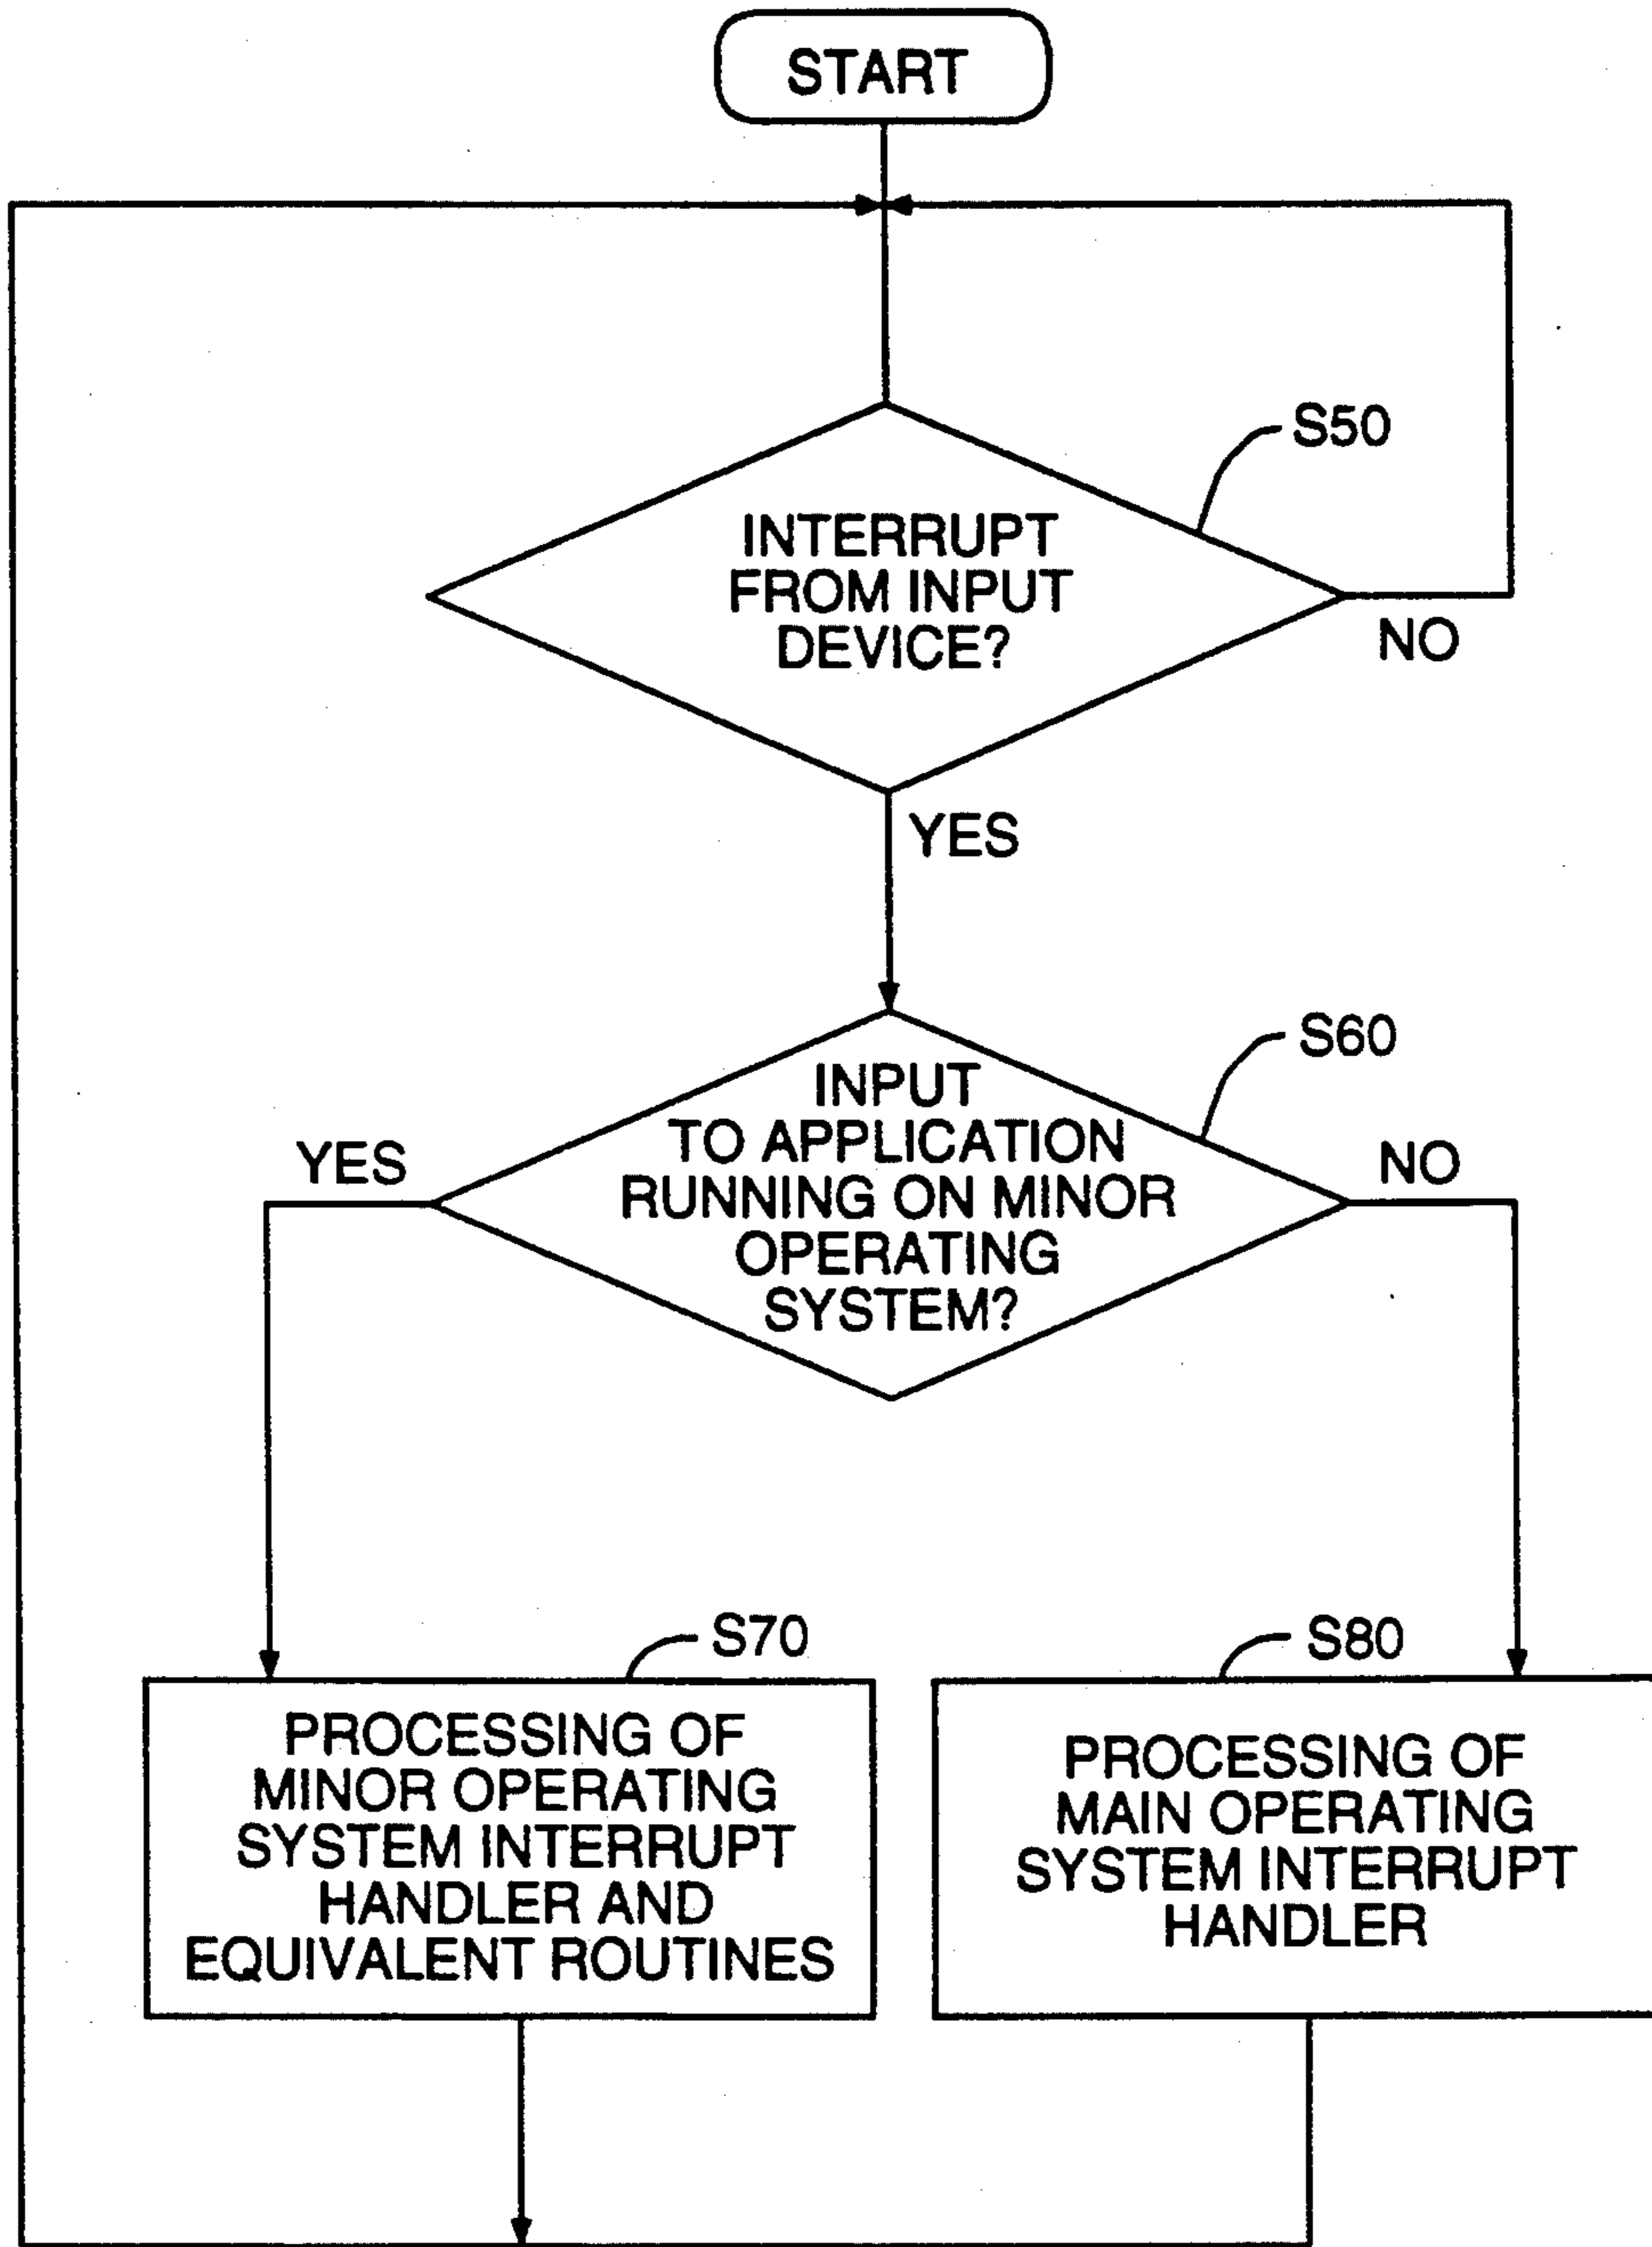 START
S50
INTERRUPT
FROM INPUT
DEVICE?
NO
YES
S60
INPUT
TO APPLICATION
RUNNING ON MINOR
OPERATING
SYSTEM?
YES
NO
S70
PROCESSING OF
MINOR OPERATING
SYSTEM INTERRUPT
HANDLER AND
EQUIVALENT ROUTINES
S80
PROCESSING OF
MAIN OPERATING
SYSTEM INTERRUPT
HANDLER